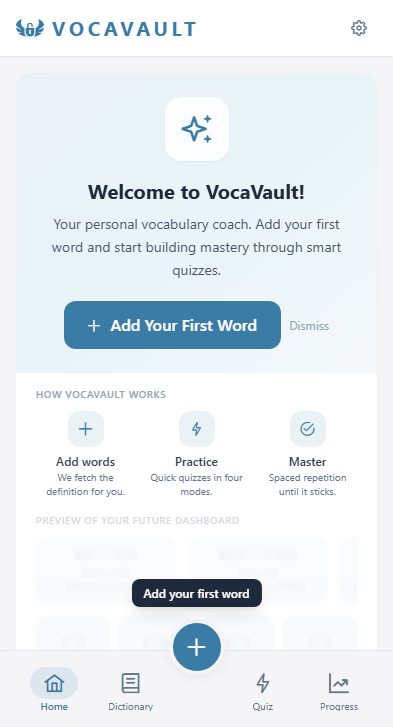 VOCAVAULT
Welcome to VocaVault!
Your personal vocabulary coach. Add your first
word and start building mastery through smart
quizzes.
+ Add Your First Word
Dismiss
HOW VOCAVAULT WORKS
Add words
We fetch the
definition for you.
Practice
Quick quizzes in four
modes.
Master
Spaced repetition
until it sticks.
PREVIEW OF YOUR FUTURE DASHBOARD
Add your first word
Home
Dictionary
Quiz
Progress